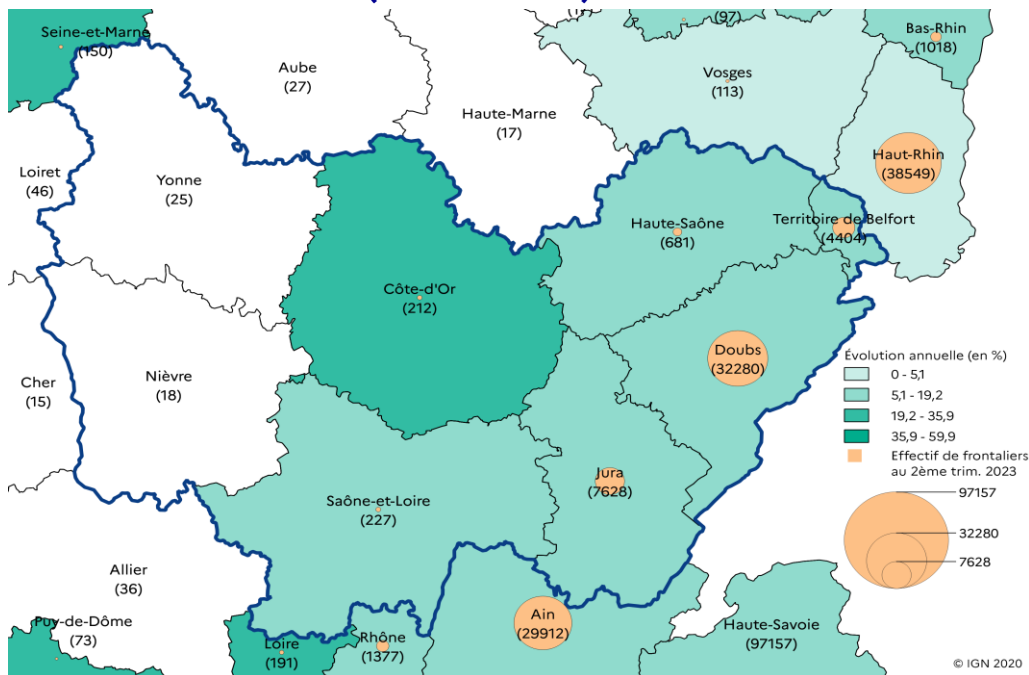 (97)
Seine-et-Marne
(150)
Bas-Rhin
(1018)
Aube
(27)
Vosges
(113)
Haute-Marne
(17)
Haut-Rhin
(38549)
Loiret
(46)
Yonne
(25)
Haute-Saône
(681)
Territoire de Belfort
(4404)
Côte-d'Or
(212)
Doubs
(32280)
Cher
(15)
Nièvre
(18)
Évolution annuelle (en %)
0 - 5,1
5,1 - 19,2
19,2 - 35,9
35,9 - 59,9
Effectif de frontaliers
au 2ème trim. 2023
97157
32280
7628
Jura
(7628)
Saône-et-Loire
(227)
Allier
(36)
Puy-de-Dôme
(73)
Loire
(191)
Rhône
(1377)
Ain
(29912)
Haute-Savoie
(97157)
© IGN 2020